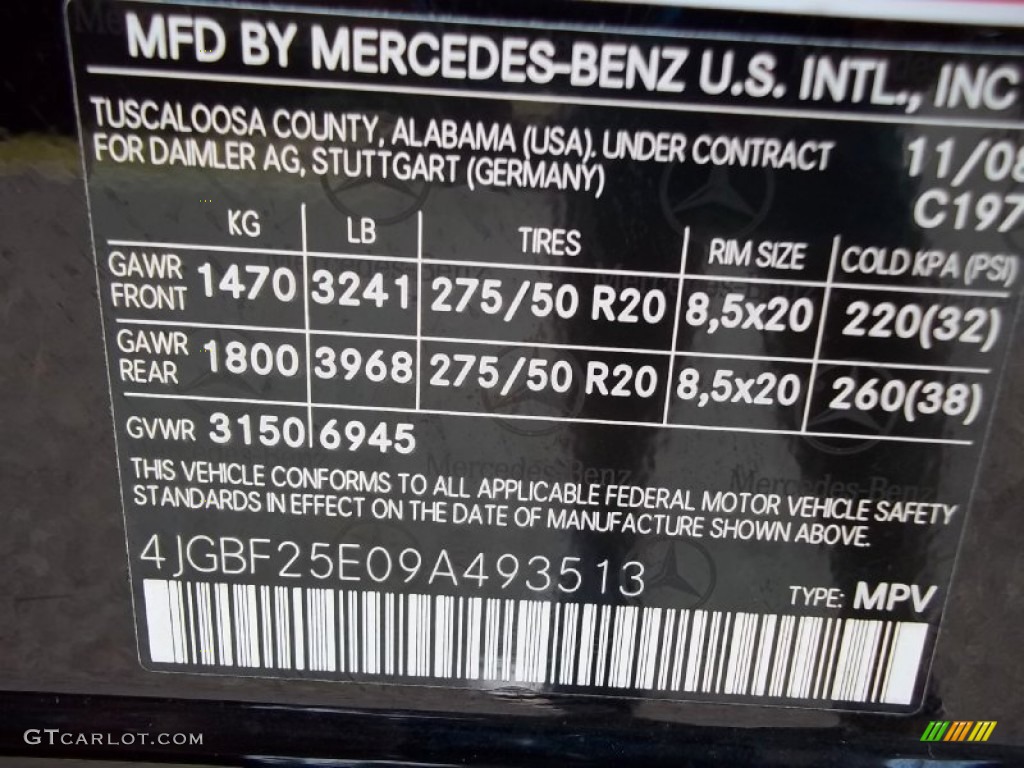 MFD BY MERCEDES-BENZ U.S. INTL., INC
TUSCALOOSA COUNTY, ALABAMA (USA). UNDER CONTRACT 11/08
FOR DAIMLER AG, STUTTGART (GERMANY) C197
KG LB TIRES RIM SIZE COLD KPA (PSI)
GAWR FRONT 1470 3241 275/50 R20 8,5x20 220(32)
GAWR REAR 1800 3968 275/50 R20 8,5x20 260(38)
GVWR 3150 6945
THIS VEHICLE CONFORMS TO ALL APPLICABLE FEDERAL MOTOR VEHICLE SAFETY
STANDARDS IN EFFECT ON THE DATE OF MANUFACTURE SHOWN ABOVE.
4JGBF25E09A493513
TYPE: MPV
Mercedes-Benz
Mercedes-Benz
GTCARLOT.COM